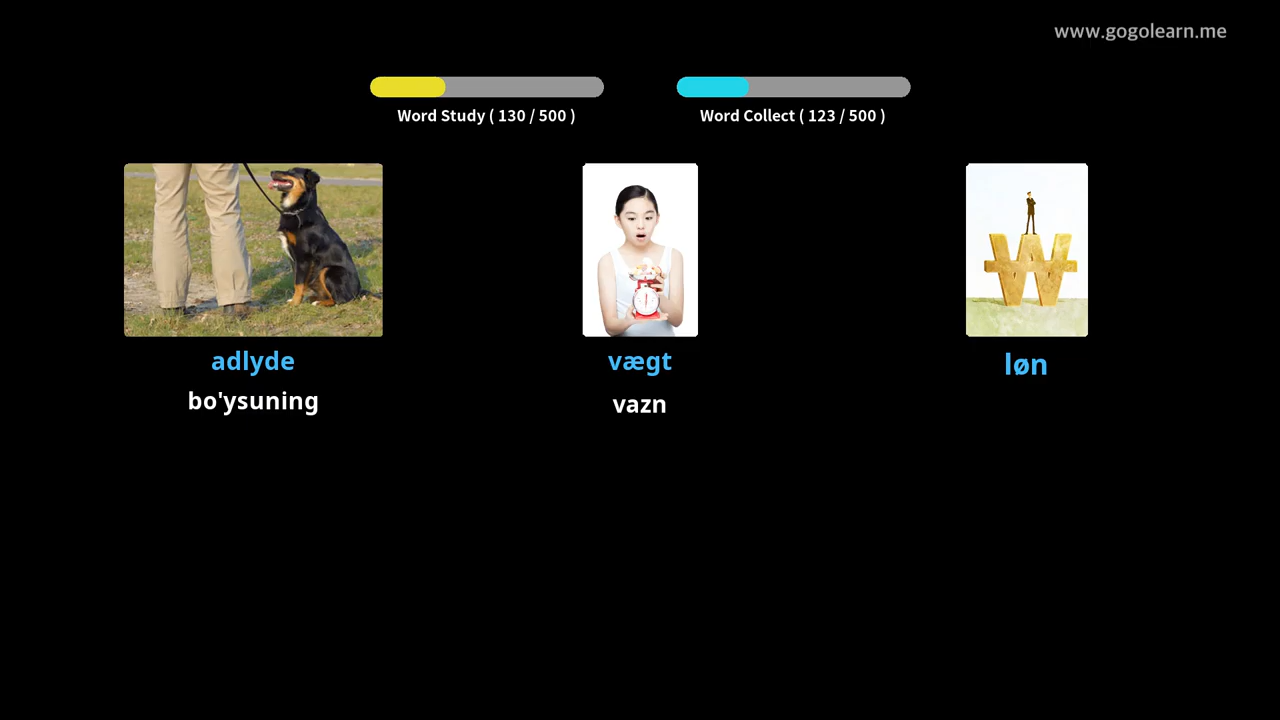 www.gogolearn.me
Word Study ( 130 / 500 )
Word Collect ( 123 / 500 )
adlyde
bo'ysuning
vægt
vazn
løn